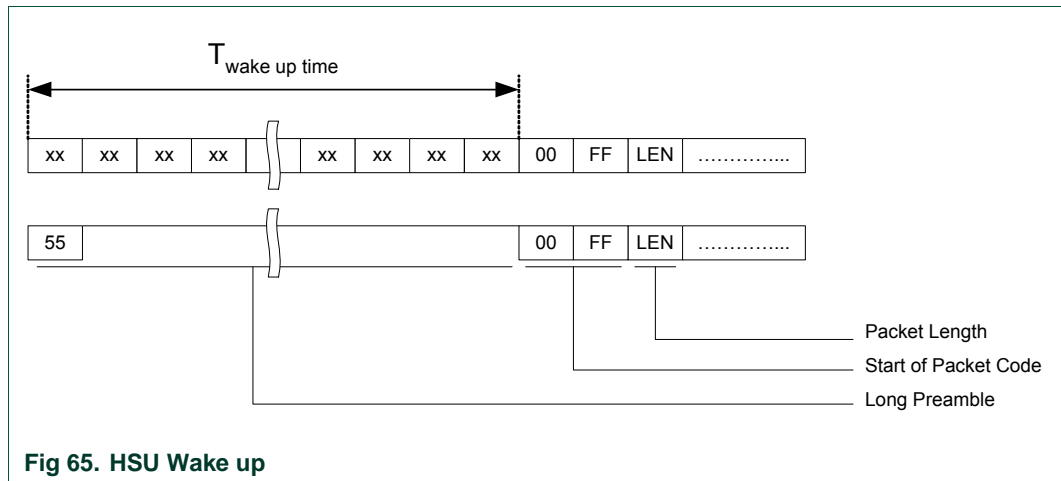 T wake up time
xx xx xx xx xx xx xx xx 00 FF LEN …………...
55 00 FF LEN …………...
Packet Length
Start of Packet Code
Long Preamble
Fig 65. HSU Wake up